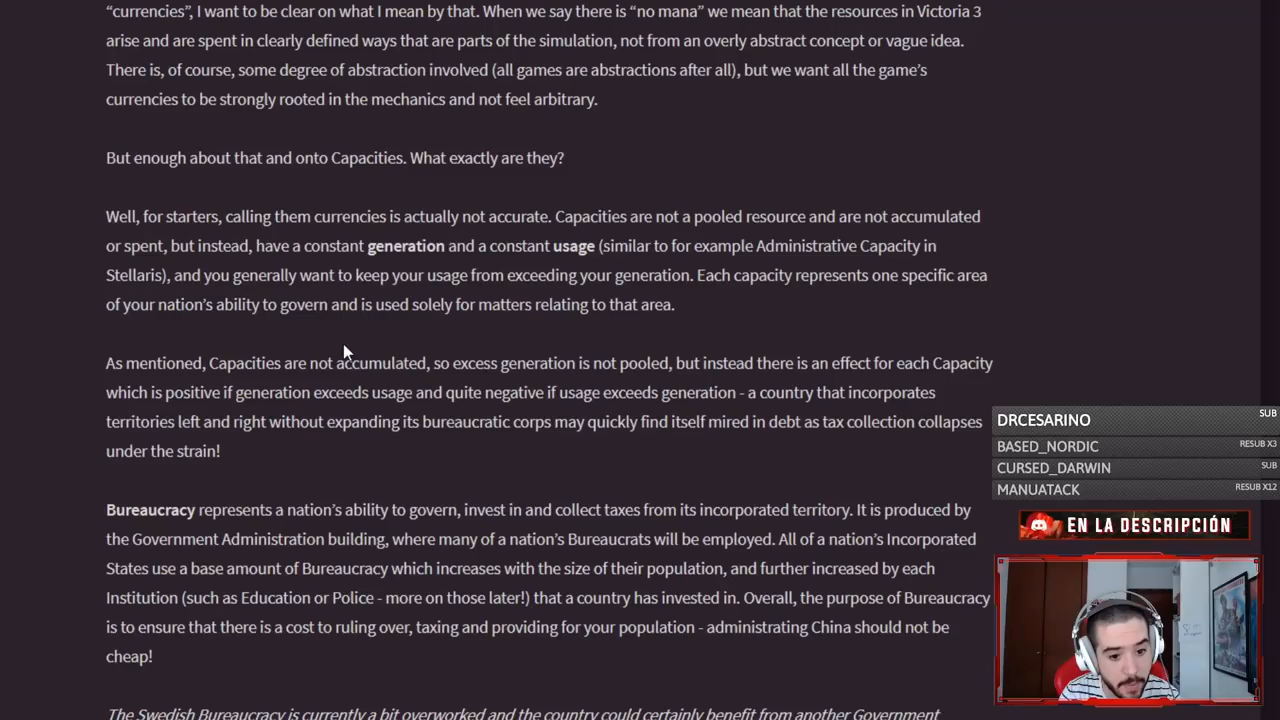 “currencies”, I want to be clear on what I mean by that. When we say there is “no mana” we mean that the resources in Victoria 3
arise and are spent in clearly defined ways that are parts of the simulation, not from an overly abstract concept or vague idea.
There is, of course, some degree of abstraction involved (all games are abstractions after all), but we want all the game’s
currencies to be strongly rooted in the mechanics and not feel arbitrary.
But enough about that and onto Capacities. What exactly are they?
Well, for starters, calling them currencies is actually not accurate. Capacities are not a pooled resource and are not accumulated
or spent, but instead, have a constant generation and a constant usage (similar to for example Administrative Capacity in
Stellaris), and you generally want to keep your usage from exceeding your generation. Each capacity represents one specific area
of your nation’s ability to govern and is used solely for matters relating to that area.
As mentioned, Capacities are not accumulated, so excess generation is not pooled, but instead there is an effect for each Capacity
which is positive if generation exceeds usage and quite negative if usage exceeds generation - a country that incorporates
territories left and right without expanding its bureaucratic corps may quickly find itself mired in debt as tax collection collapses
under the strain!
Bureaucracy represents a nation’s ability to govern, invest in and collect taxes from its incorporated territory. It is produced by
the Government Administration building, where many of a nation’s Bureaucrats will be employed. All of a nation’s Incorporated
States use a base amount of Bureaucracy which increases with the size of their population, and further increased by each
Institution (such as Education or Police - more on those later!) that a country has invested in. Overall, the purpose of Bureaucracy
is to ensure that there is a cost to ruling over, taxing and providing for your population - administrating China should not be
cheap!
The Swedish Bureaucracy is currently a bit overworked and the country could certainly benefit from another Government
DRCESARINO SUB
BASED_NORDIC RESUB X3
CURSED_DARWIN SUB
MANUATACK RESUB X12
EN LA DESCRIPCIÓN